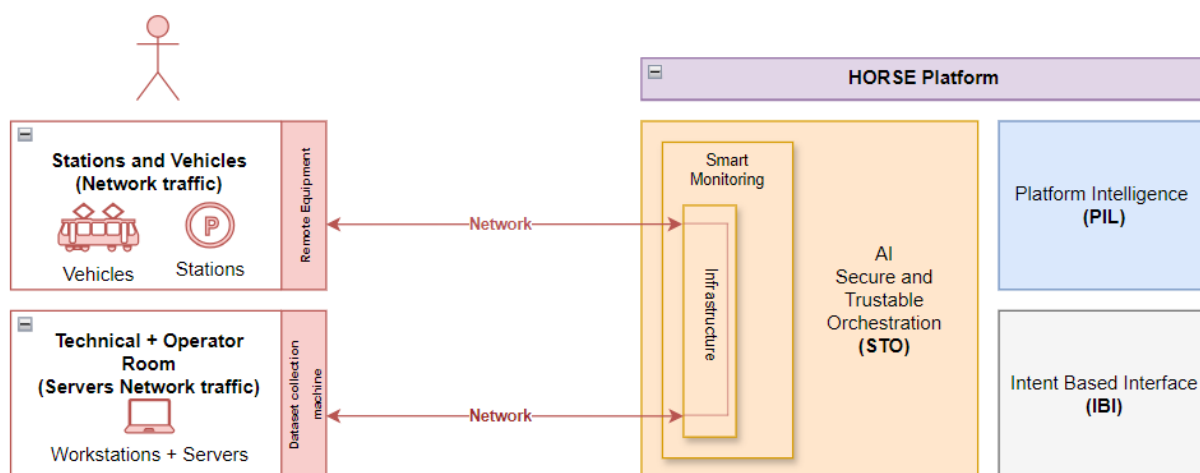 HORSE Platform
Stations and Vehicles
(Network traffic)
Vehicles
Stations
Remote Equipment
Network
Technical + Operator
Room
(Servers Network traffic)
Workstations + Servers
Dataset collection
machine
Network
Smart
Monitoring
Infrastructure
AI
Secure and
Trustable
Orchestration
(STO)
Platform Intelligence
(PIL)
Intent Based Interface
(IBI)